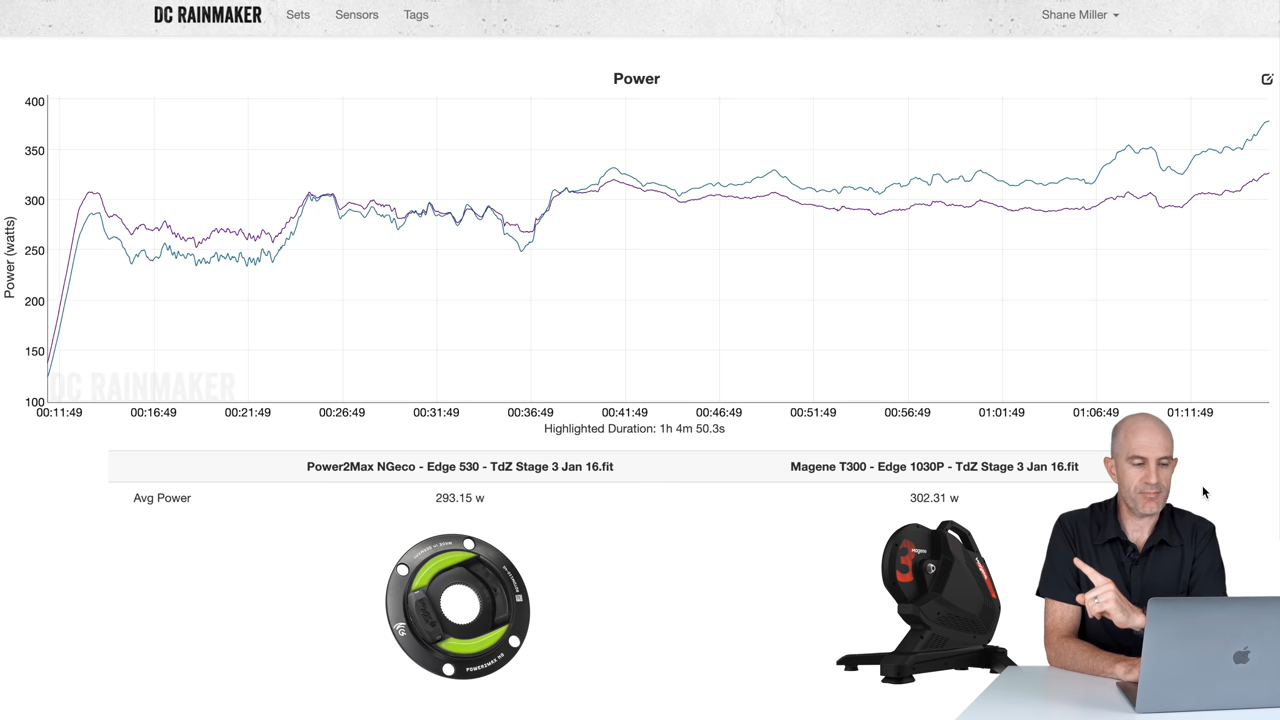 DC RAINMAKER
Sets
Sensors
Tags
Shane Miller
Power
Power (watts)
400
350
300
250
200
150
100
DC RAINMAKER
00:11:49 00:16:49 00:21:49 00:26:49 00:31:49 00:36:49 00:41:49 00:46:49 00:51:49 00:56:49 01:01:49 01:06:49 01:11:49
Highlighted Duration: 1h 4m 50.3s
Power2Max NGeco - Edge 530 - TdZ Stage 3 Jan 16.fit
Magene T300 - Edge 1030P - TdZ Stage 3 Jan 16.fit
Avg Power
293.15 w
302.31 w
POWER2MAX NG
3
magene